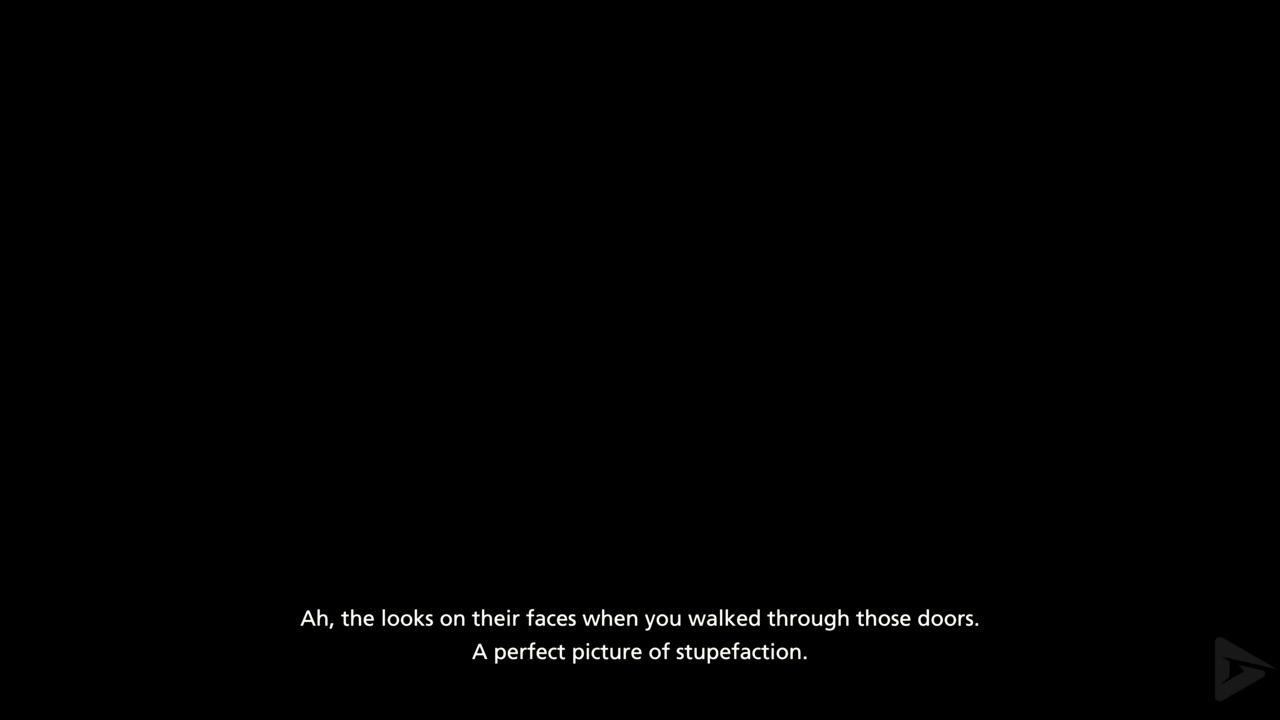 Ah, the looks on their faces when you walked through those doors.
A perfect picture of stupefaction.